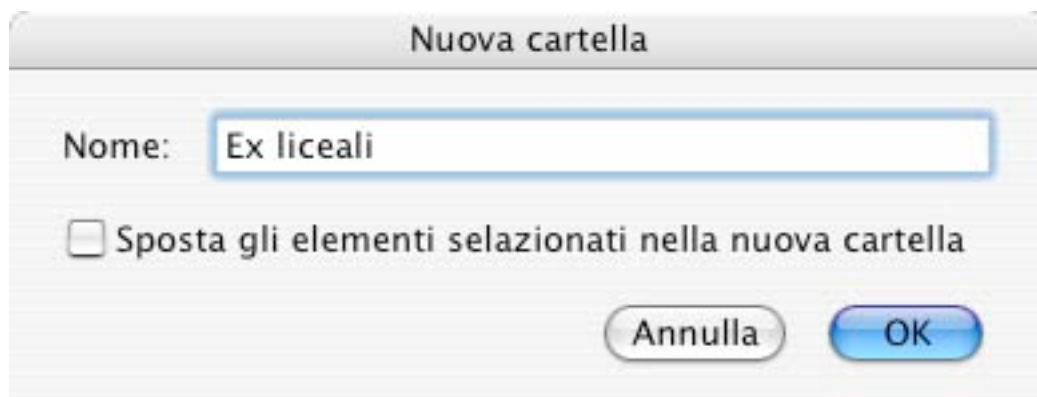 Nuova cartella
Nome: Ex liceali
Sposta gli elementi selazionati nella nuova cartella
Annulla OK